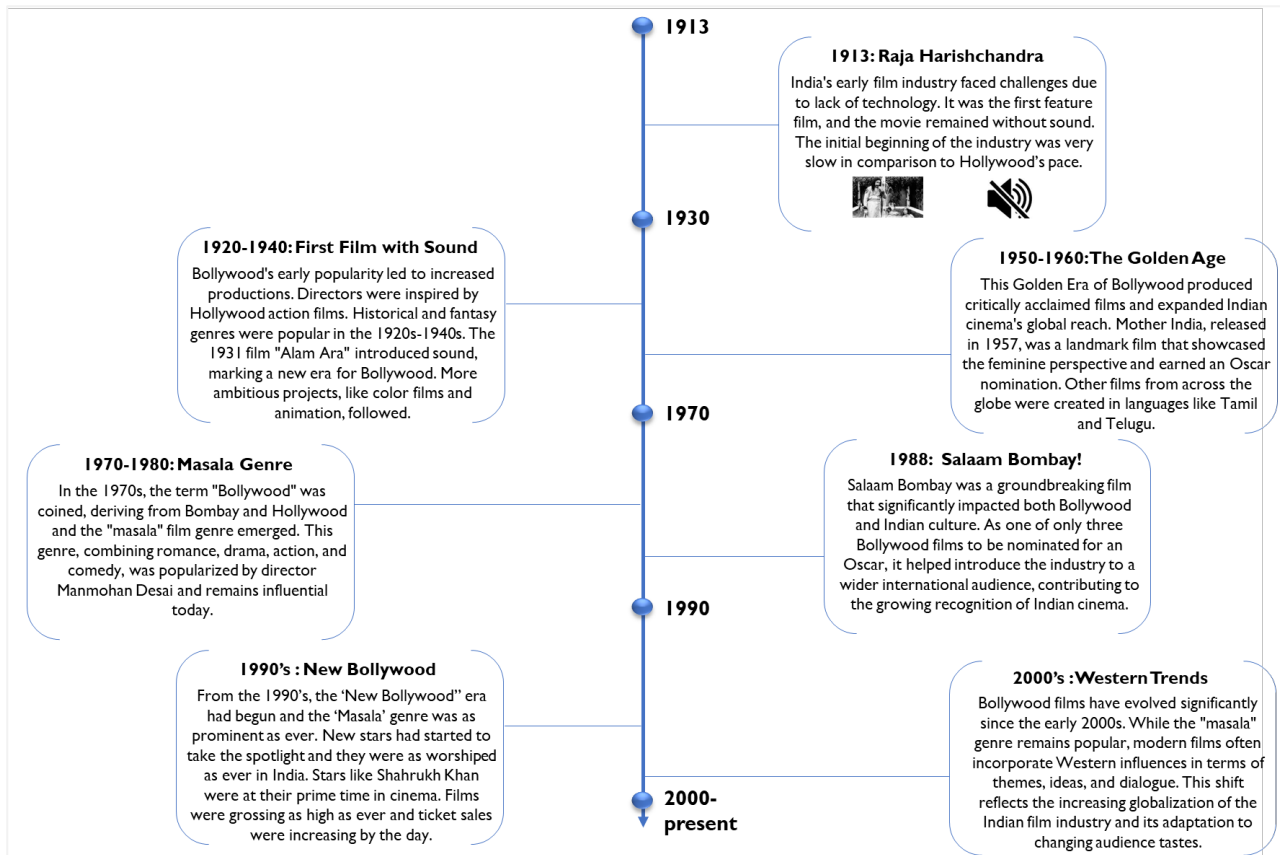 1913
1913: Raja Harishchandra
India's early film industry faced challenges due
to lack of technology. It was the first feature
film, and the movie remained without sound.
The initial beginning of the industry was very
slow in comparison to Hollywood's pace.
1930
1920-1940: First Film with Sound
Bollywood's early popularity led to increased
productions. Directors were inspired by
Hollywood action films. Historical and fantasy
genres were popular in the 1920s-1940s. The
1931 film "Alam Ara" introduced sound,
marking a new era for Bollywood. More
ambitious projects, like color films and
animation, followed.
1950-1960: The Golden Age
This Golden Era of Bollywood produced
critically acclaimed films and expanded Indian
cinema's global reach. Mother India, released
in 1957, was a landmark film that showcased
the feminine perspective and earned an Oscar
nomination. Other films from across the
globe were created in languages like Tamil
and Telugu.
1970
1970-1980: Masala Genre
In the 1970s, the term "Bollywood" was
coined, deriving from Bombay and Hollywood
and the "masala" film genre emerged. This
genre, combining romance, drama, action, and
comedy, was popularized by director
Manmohan Desai and remains influential
today.
1988: Salaam Bombay!
Salaam Bombay was a groundbreaking film
that significantly impacted both Bollywood
and Indian culture. As one of only three
Bollywood films to be nominated for an
Oscar, it helped introduce the industry to a
wider international audience, contributing to
the growing recognition of Indian cinema.
1990
1990's : New Bollywood
From the 1990's, the 'New Bollywood" era
had begun and the 'Masala' genre was as
prominent as ever. New stars had started to
take the spotlight and they were as worshiped
as ever in India. Stars like Shahrukh Khan
were at their prime time in cinema. Films
were grossing as high as ever and ticket sales
were increasing by the day.
2000's : Western Trends
Bollywood films have evolved significantly
since the early 2000s. While the "masala"
genre remains popular, modern films often
incorporate Western influences in terms of
themes, ideas, and dialogue. This shift
reflects the increasing globalization of the
Indian film industry and its adaptation to
changing audience tastes.
2000-
present